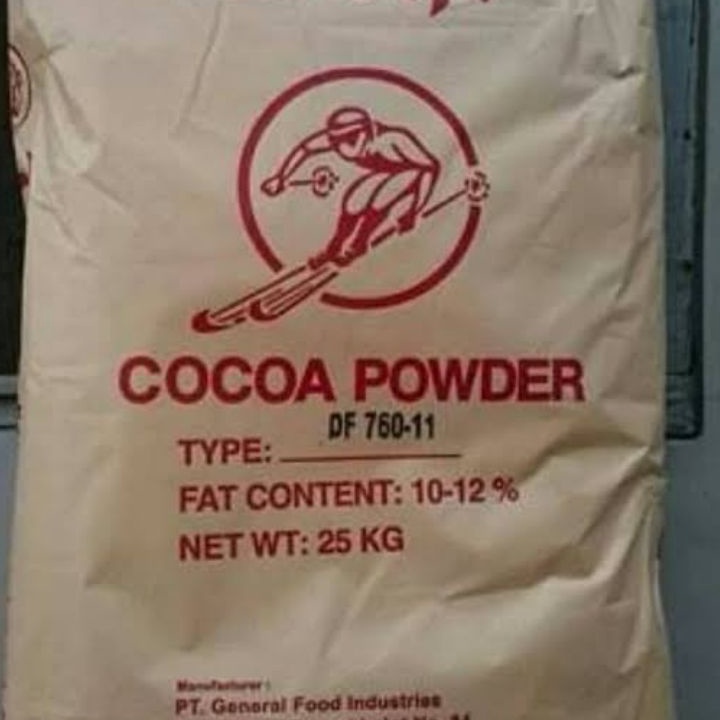 COCOA POWDER
DF 760-11
TYPE:
FAT CONTENT: 10-12 %
NET WT: 25 KG
Manufacturer :
PT. General Food Industries